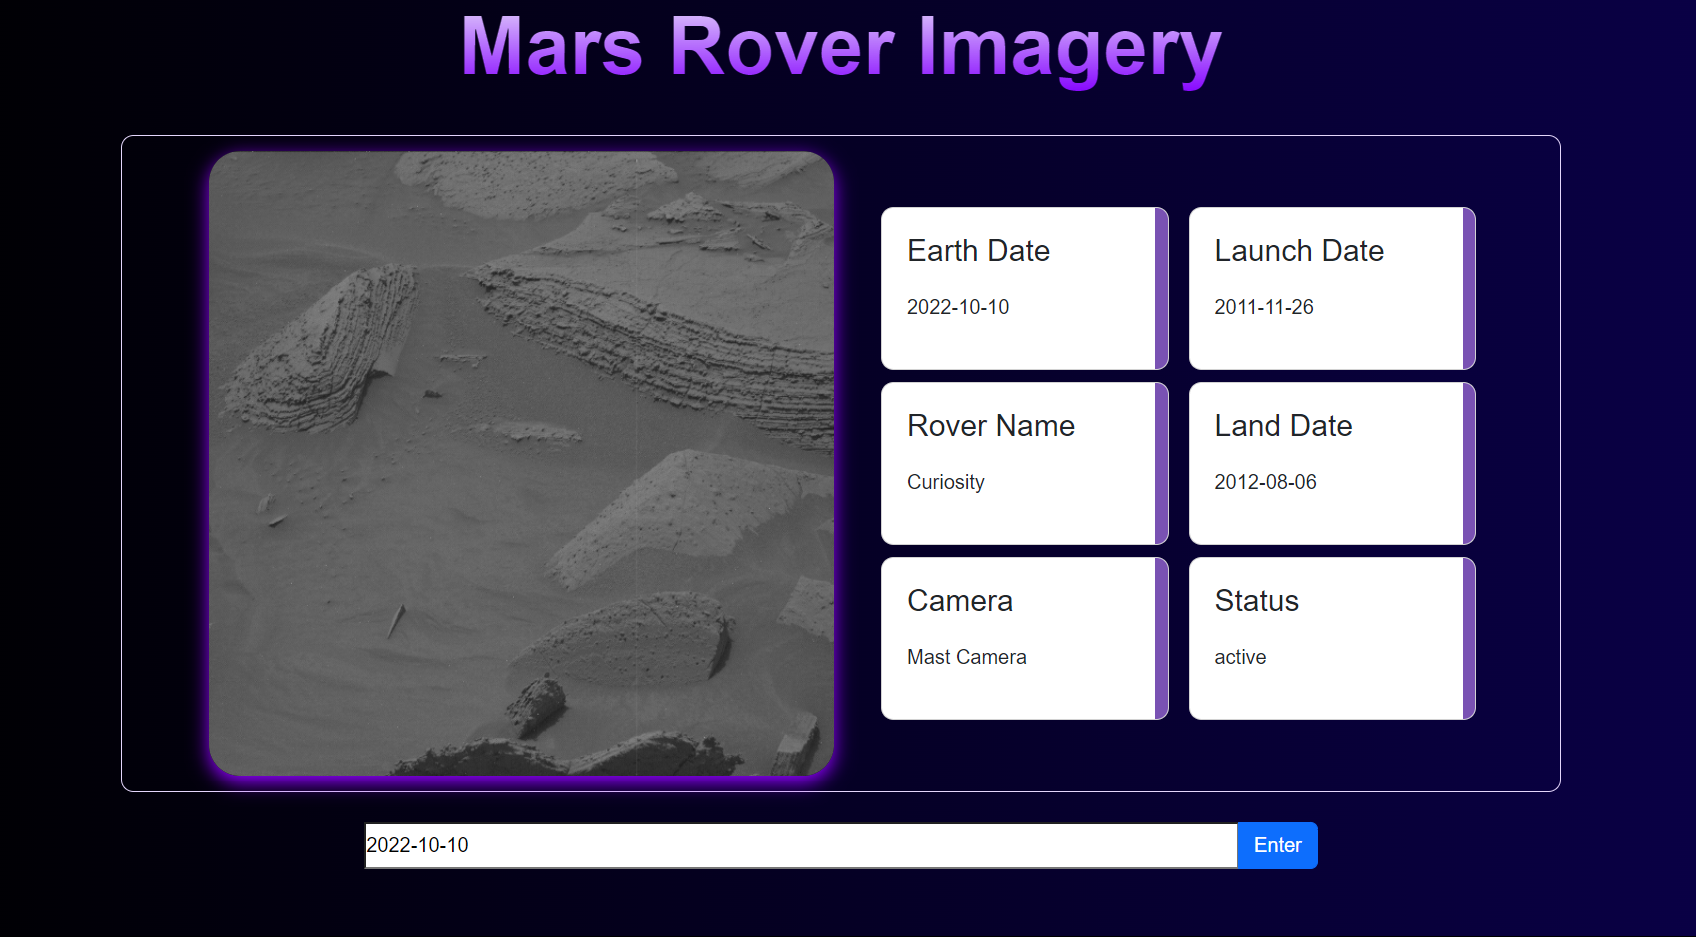 Mars Rover Imagery
Earth Date
2022-10-10
Launch Date
2011-11-26
Rover Name
Curiosity
Land Date
2012-08-06
Camera
Mast Camera
Status
active
2022-10-10
Enter